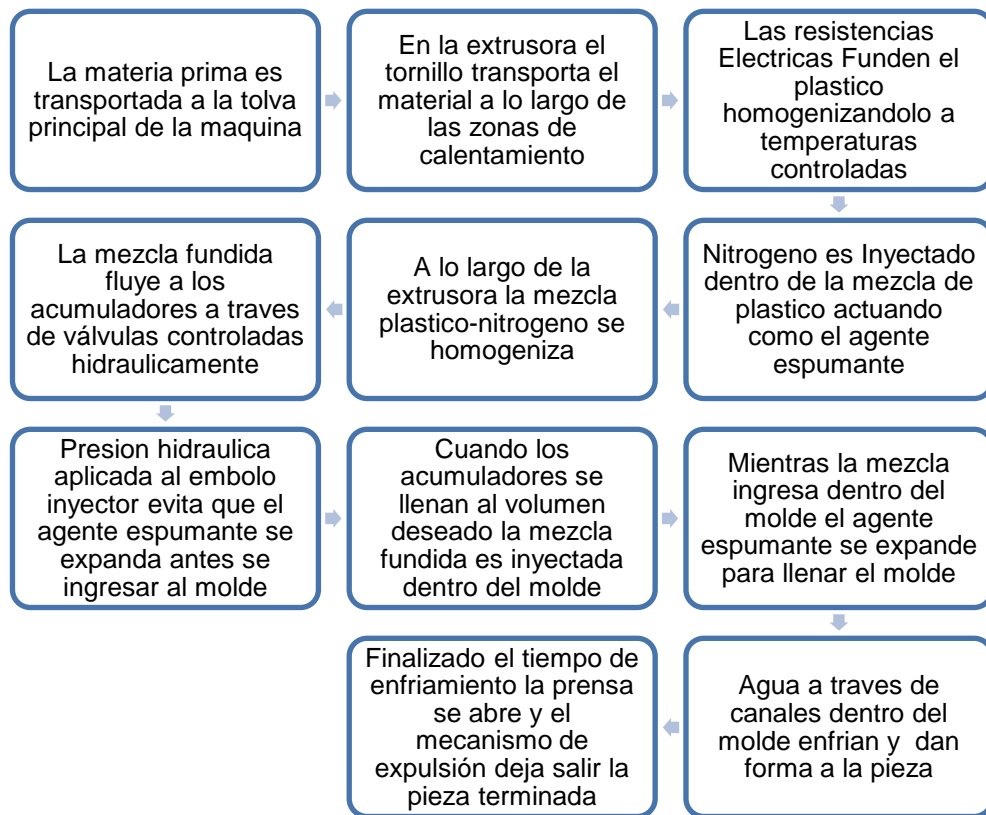 La materia prima es
transportada a la tolva
principal de la maquina
En la extrusora el
tornillo transporta el
material a lo largo de
las zonas de
calentamiento
Las resistencias
Electricas Funden el
plastico
homogenizandolo a
temperaturas
controladas
Nitrogeno es Inyectado
dentro de la mezcla de
plastico actuando
como el agente
espumante
A lo largo de la
extrusora la mezcla
plastico-nitrogeno se
homogeniza
La mezcla fundida
fluye a los
acumuladores a traves
de válvulas controladas
hidraulicamente
Presion hidraulica
aplicada al embolo
inyector evita que el
agente espumante se
expanda antes se
ingresar al molde
Cuando los
acumuladores se
llenan al volumen
deseado la mezcla
fundida es inyectada
dentro del molde
Mientras la mezcla
ingresa dentro del
molde el agente
espumante se expande
para llenar el molde
Agua a traves de
canales dentro del
molde enfrian y  dan
forma a la pieza
Finalizado el tiempo de
enfriamiento la prensa
se abre y el
mecanismo de
expulsión deja salir la
pieza terminada